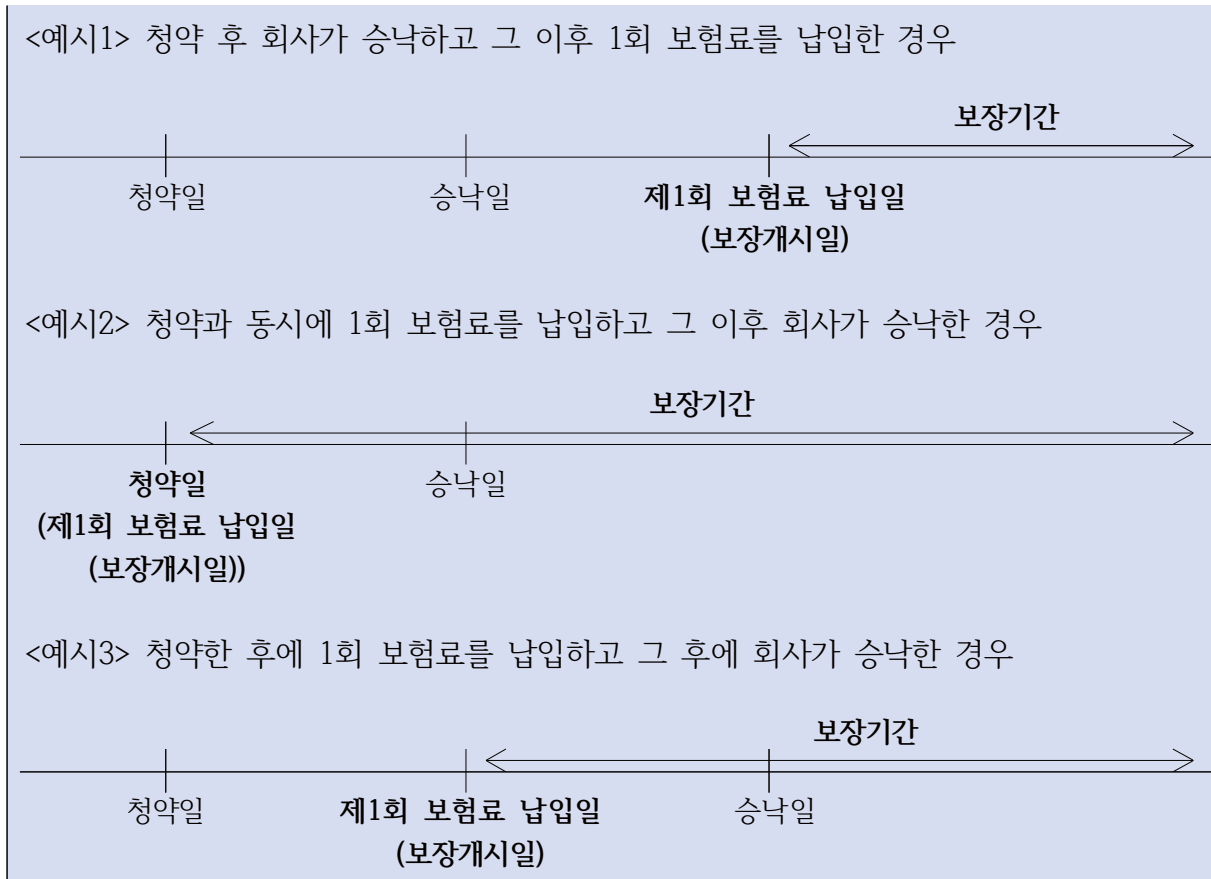 <예시1> 청약 후 회사가 승낙하고 그 이후 1회 보험료를 납입한 경우
보장기간
청약일 승낙일 제1회 보험료 납입일
(보장개시일)
<예시2> 청약과 동시에 1회 보험료를 납입하고 그 이후 회사가 승낙한 경우
보장기간
청약일 승낙일
(제1회 보험료 납입일
(보장개시일))
<예시3> 청약한 후에 1회 보험료를 납입하고 그 후에 회사가 승낙한 경우
보장기간
청약일 제1회 보험료 납입일 승낙일
(보장개시일)